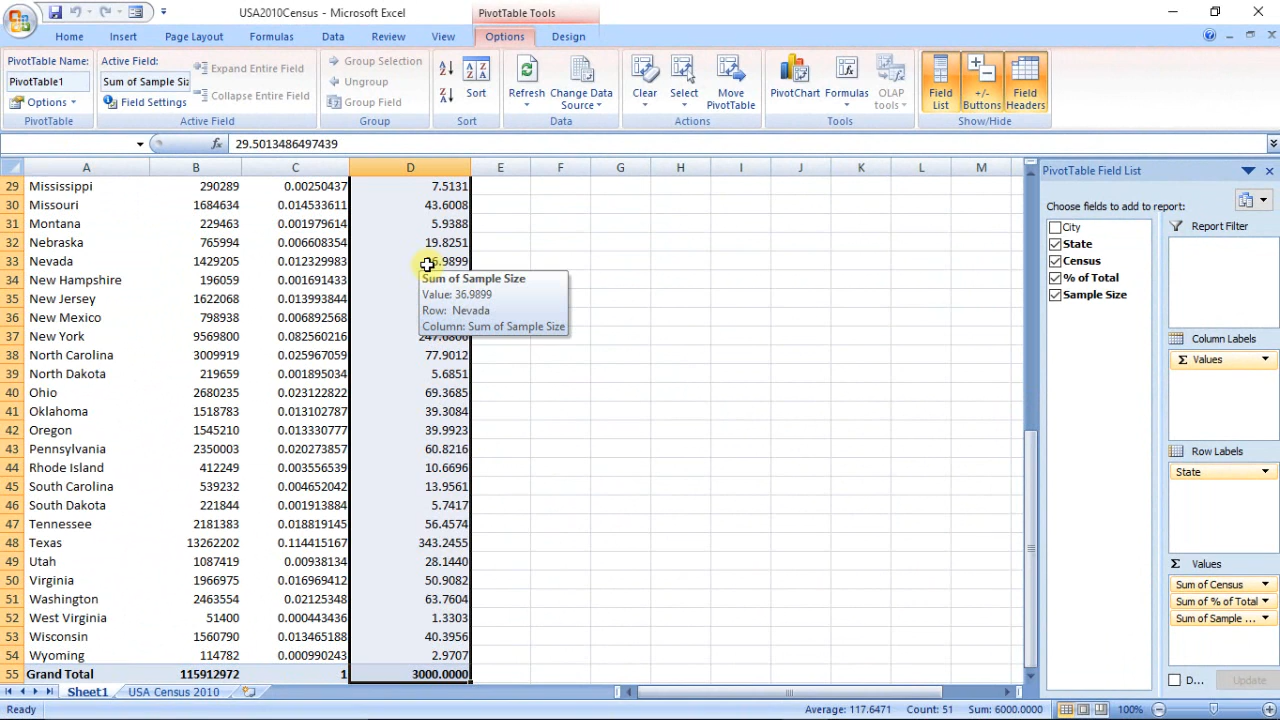 USA2010Census - Microsoft Excel
PivotTable Tools
Home Insert Page Layout Formulas Data Review View Options Design
PivotTable Name:
PivotTable1
Options
PivotTable
Active Field:
Sum of Sample Siz
Field Settings
Expand Entire Field
Collapse Entire Field
Active Field
Group Selection
Ungroup
Group Field
Group
Sort
Sort
Refresh
Change Data
Source
Data
Clear
Select
Move
PivotTable
Actions
PivotChart
Formulas
OLAP
tools
Tools
Field
List
+/-
Buttons
Field
Headers
Show/Hide
fx 29.5013486497439
A B C D E F G H I J K L M
29 Mississippi 290289 0.00250437 7.5131
30 Missouri 1684634 0.014533611 43.6008
31 Montana 229463 0.001979614 5.9388
32 Nebraska 765994 0.006608354 19.8251
33 Nevada 1429205 0.012329983 36.9899
34 New Hampshire 196059 0.001691433
35 New Jersey 1622068 0.013993844
36 New Mexico 798938 0.006892356
37 New York 9569800 0.082560216 247.6806
38 North Carolina 3009919 0.025967059 77.9012
39 North Dakota 219659 0.001895034 5.6851
40 Ohio 2680235 0.023122822 69.3685
41 Oklahoma 1518783 0.013102787 39.3084
42 Oregon 1545210 0.013330777 39.9923
43 Pennsylvania 2350003 0.020273857 60.8216
44 Rhode Island 412249 0.003556539 10.6696
45 South Carolina 539232 0.004652042 13.9561
46 South Dakota 221844 0.001913884 5.7417
47 Tennessee 2181383 0.018819145 56.4574
48 Texas 13262202 0.114415167 343.2455
49 Utah 1087419 0.00938134 28.1440
50 Virginia 1966975 0.016969412 50.9082
51 Washington 2463554 0.02125348 63.7604
52 West Virginia 51400 0.000443436 1.3303
53 Wisconsin 1560790 0.013465188 40.3956
54 Wyoming 114782 0.000990243 2.9707
55 Grand Total 115912972 1 3000.0000
Sum of Sample Size
Value: 36.9899
Row: Nevada
Column: Sum of Sample Size
PivotTable Field List
Choose fields to add to report:
City
State
Census
% of Total
Sample Size
Report Filter
Column Labels
Σ Values
Row Labels
State
Σ Values
Sum of Census
Sum of % of Total
Sum of Sample ...
D... Update
Sheet1 USA Census 2010
Ready Average: 117.6471 Count: 51 Sum: 6000.0000 100%